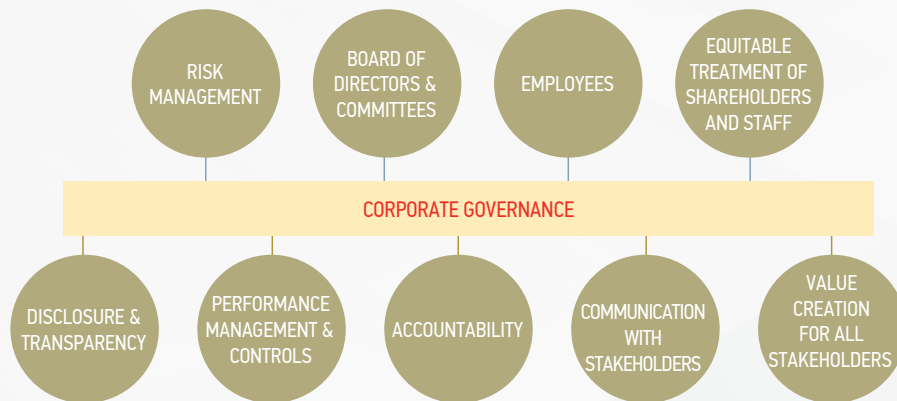 RISK
MANAGEMENT
BOARD OF
DIRECTORS &
COMMITTEES
EMPLOYEES
EQUITABLE
TREATMENT OF
SHAREHOLDERS
AND STAFF
CORPORATE GOVERNANCE
DISCLOSURE &
TRANSPARENCY
PERFORMANCE
MANAGEMENT &
CONTROLS
ACCOUNTABILITY
COMMUNICATION
WITH
STAKEHOLDERS
VALUE
CREATION
FOR ALL
STAKEHOLDERS